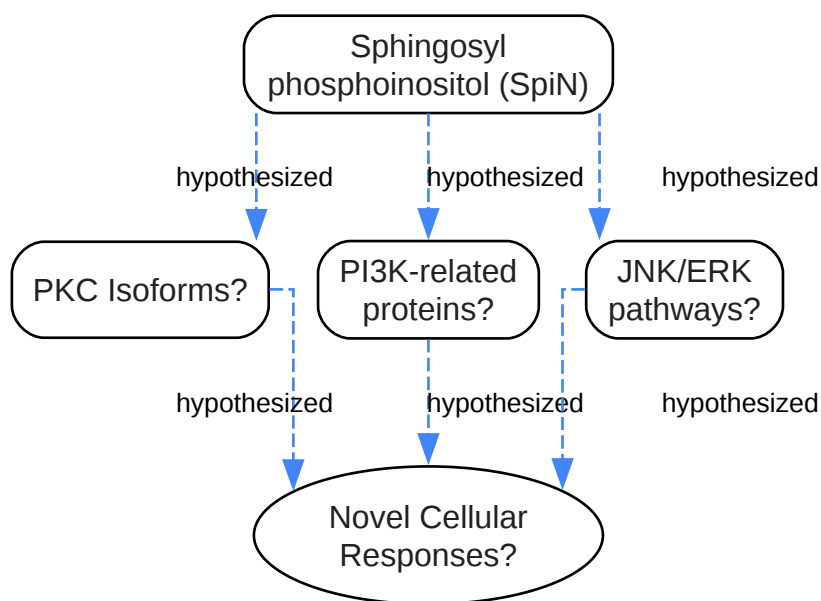 Sphingosyl
phosphoinositol (SpiN)
hypothesized
hypothesized
hypothesized
PKC Isoforms?
PI3K-related
proteins?
JNK/ERK
pathways?
hypothesized
hypothesized
hypothesized
Novel Cellular
Responses?